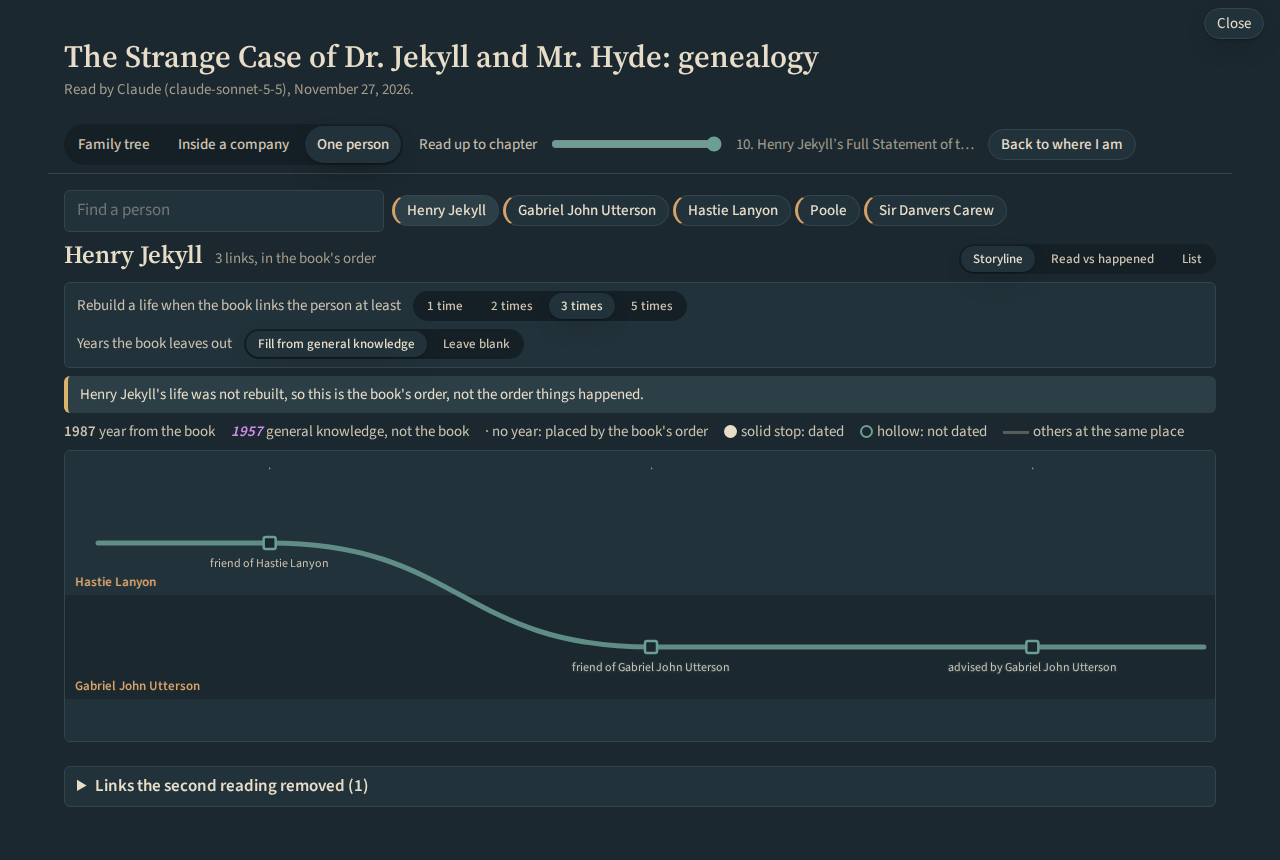 Close
The Strange Case of Dr. Jekyll and Mr. Hyde: genealogy
Read by Claude (claude-sonnet-5-5), November 27, 2026.
Family tree Inside a company One person Read up to chapter 10. Henry Jekyll's Full Statement of t… Back to where I am
Find a person Henry Jekyll Gabriel John Utterson Hastie Lanyon Poole Sir Danvers Carew
Henry Jekyll 3 links, in the book's order Storyline Read vs happened List
Rebuild a life when the book links the person at least 1 time 2 times 3 times 5 times
Years the book leaves out Fill from general knowledge Leave blank
Henry Jekyll's life was not rebuilt, so this is the book's order, not the order things happened.
1987 year from the book 1957 general knowledge, not the book · no year: placed by the book's order solid stop: dated hollow: not dated others at the same place
· · ·
friend of Hastie Lanyon
Hastie Lanyon
friend of Gabriel John Utterson advised by Gabriel John Utterson
Gabriel John Utterson
Links the second reading removed (1)